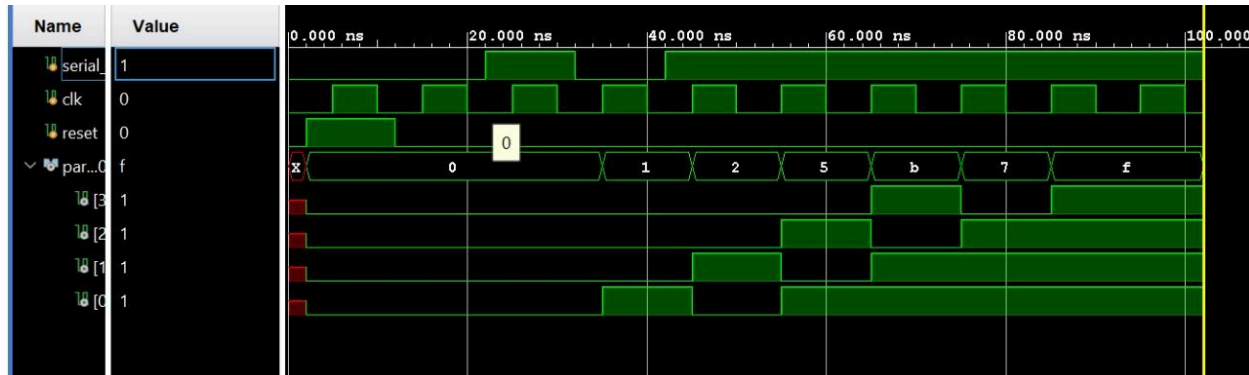 Name Value
0.000 ns 20.000 ns 40.000 ns 60.000 ns 80.000 ns 100.000
serial_ 1
clk 0
reset 0
0
par...0 f X 0 1 2 5 b 7 f
[3 1
[2 1
[1 1
[0 1